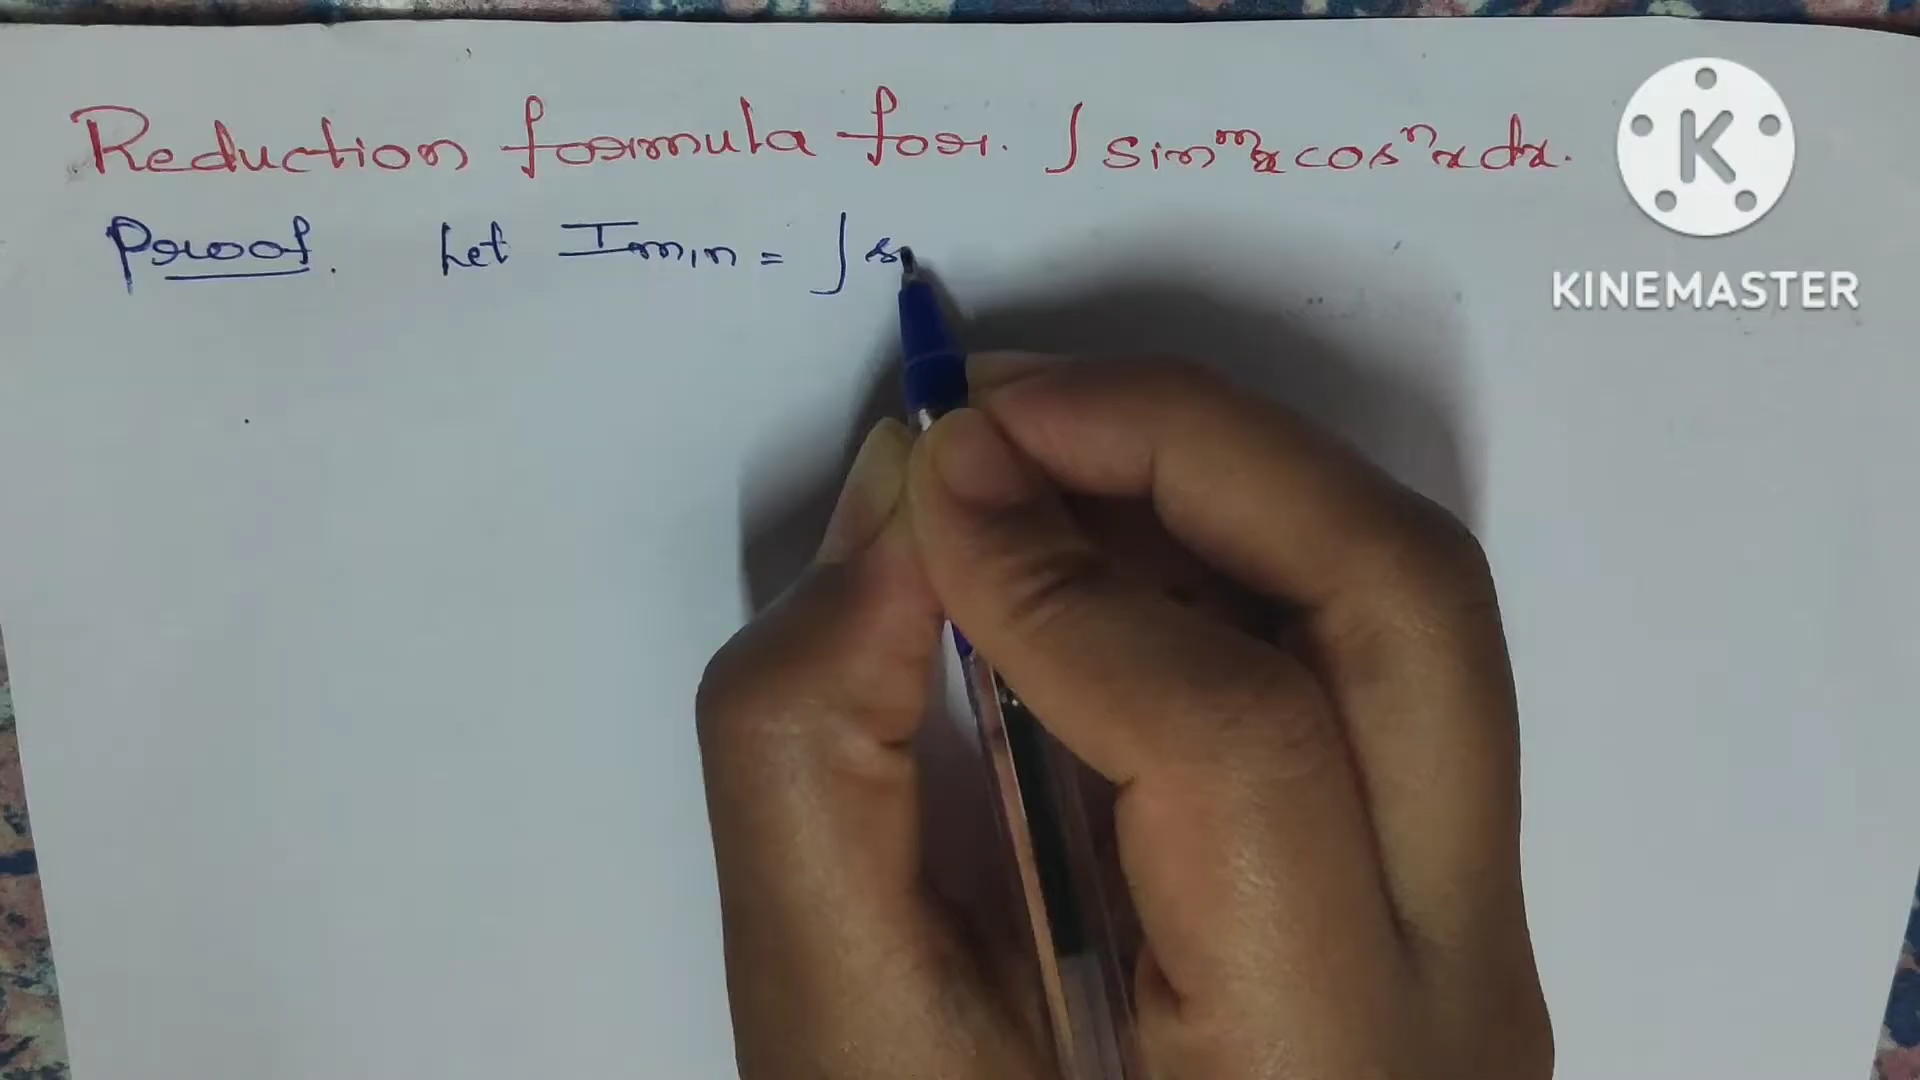 Reduction formula for. ∫ sinᵐx cosⁿx dx.
K
KINEMASTER
Proof. Let Im,n = ∫ s